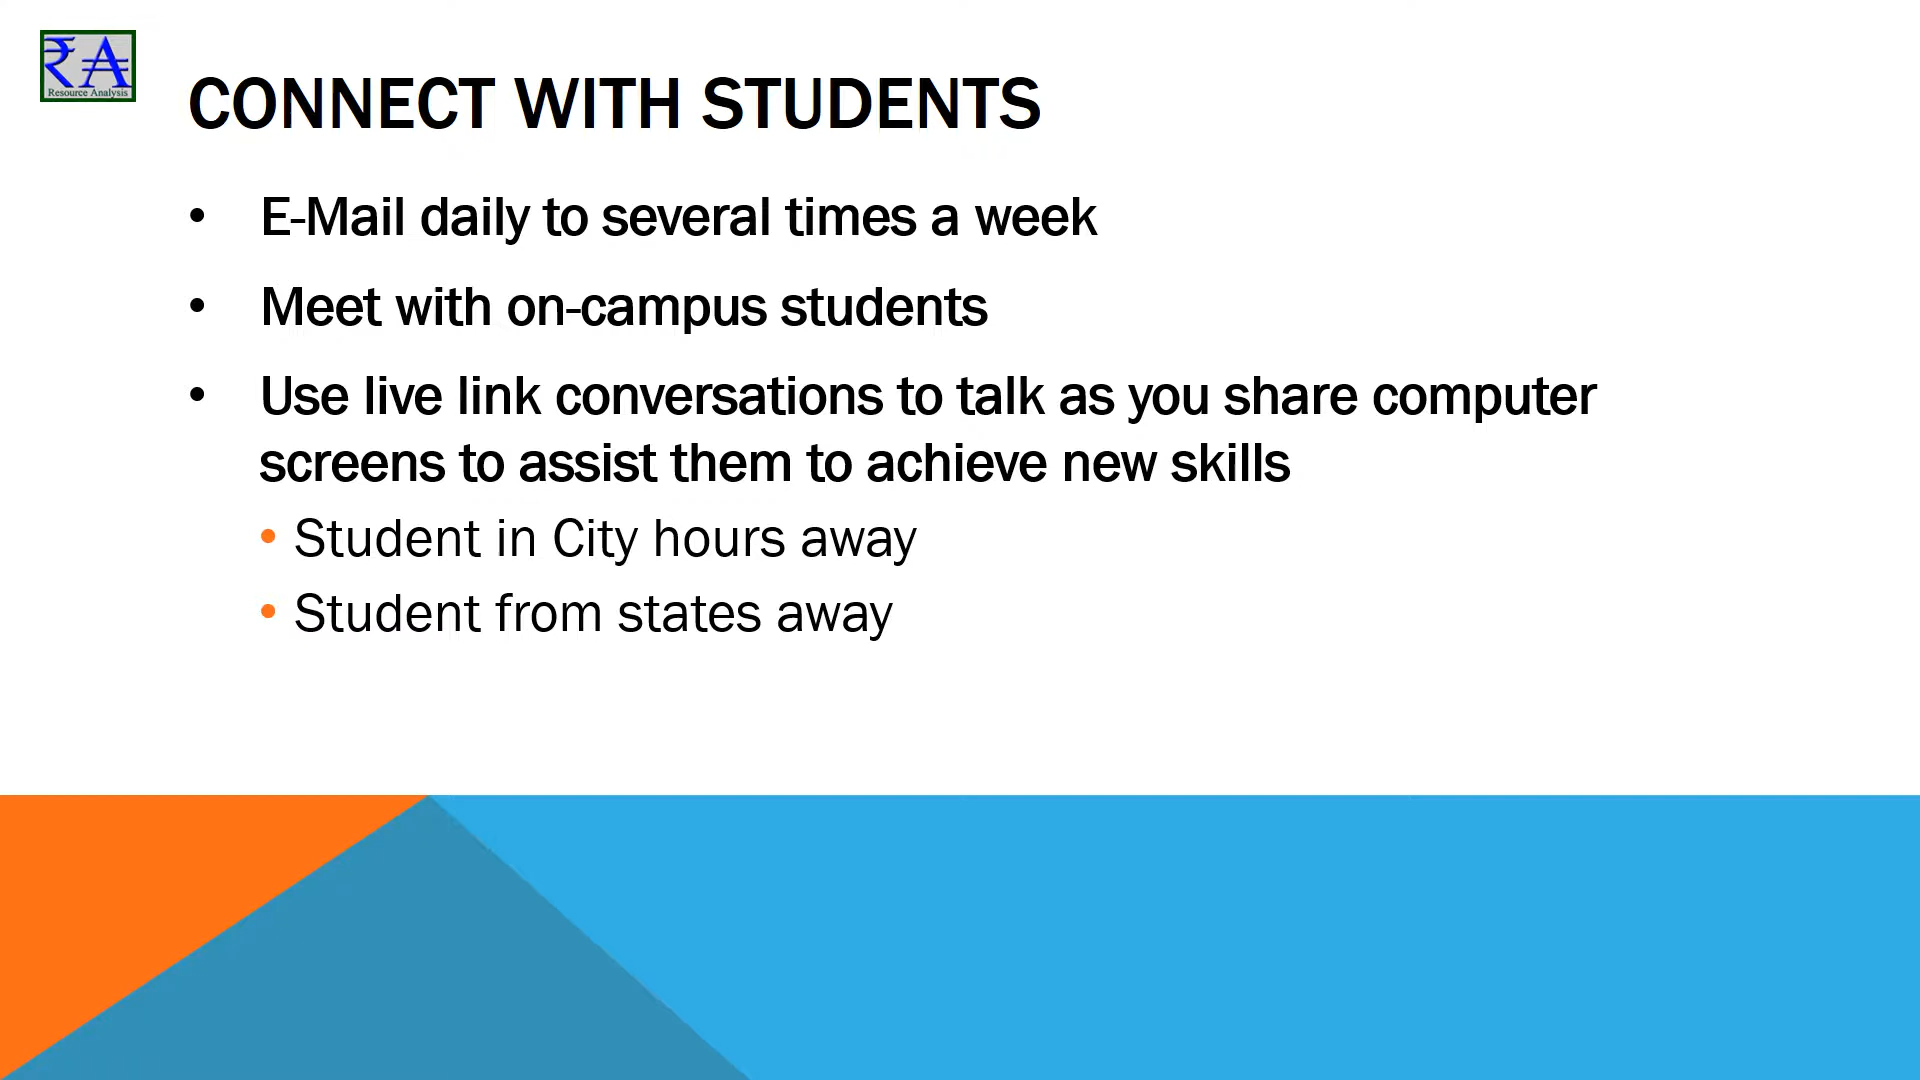 ₹A
Resource Analysis
CONNECT WITH STUDENTS
• E-Mail daily to several times a week
• Meet with on-campus students
• Use live link conversations to talk as you share computer
screens to assist them to achieve new skills
• Student in City hours away
• Student from states away